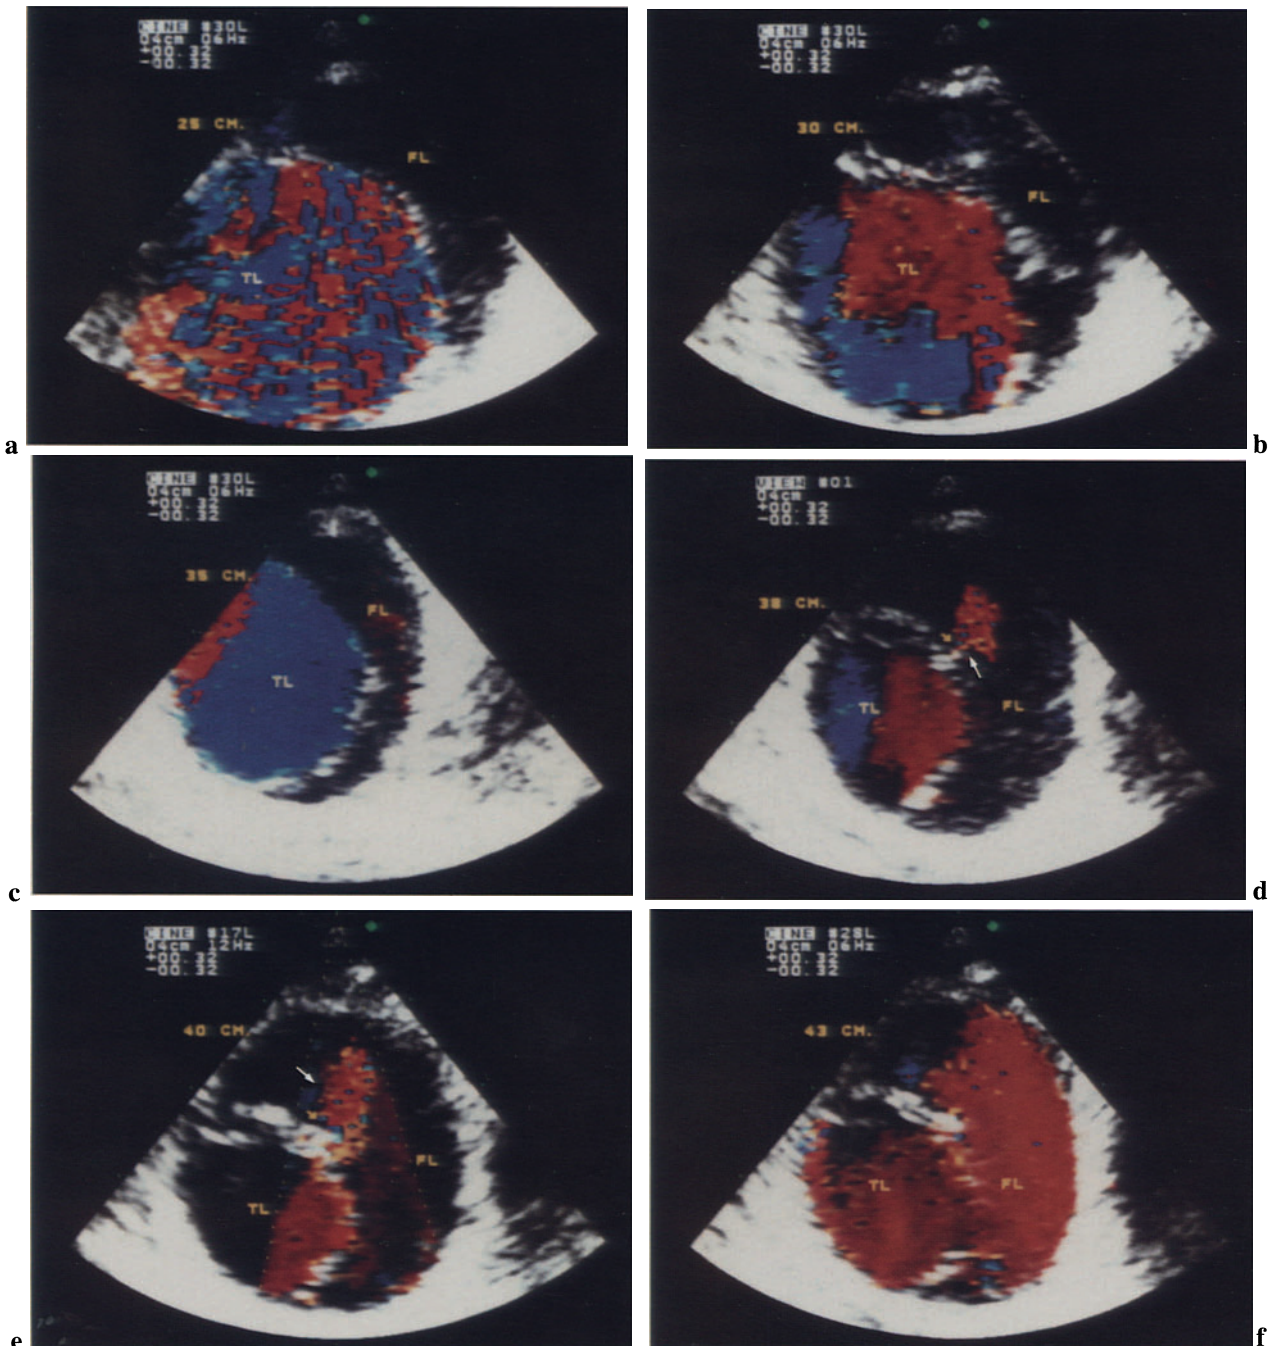 CINE #30L
04cm 06Hz
+00.32
-00.32
25 CM.
FL
TL
a
CINE #30L
04cm 06Hz
+00.32
-00.32
30 CM.
FL
TL
b
CINE #30L
04cm 06Hz
+00.32
-00.32
35 CM.
FL
TL
c
VIEW #01
04cm
+00.32
-00.32
38 CM.
TL
FL
d
CINE #17L
04cm 12Hz
+00.32
-00.32
40 CM.
FL
TL
e
CINE #28L
04cm 06Hz
+00.32
-00.32
43 CM.
TL
FL
f